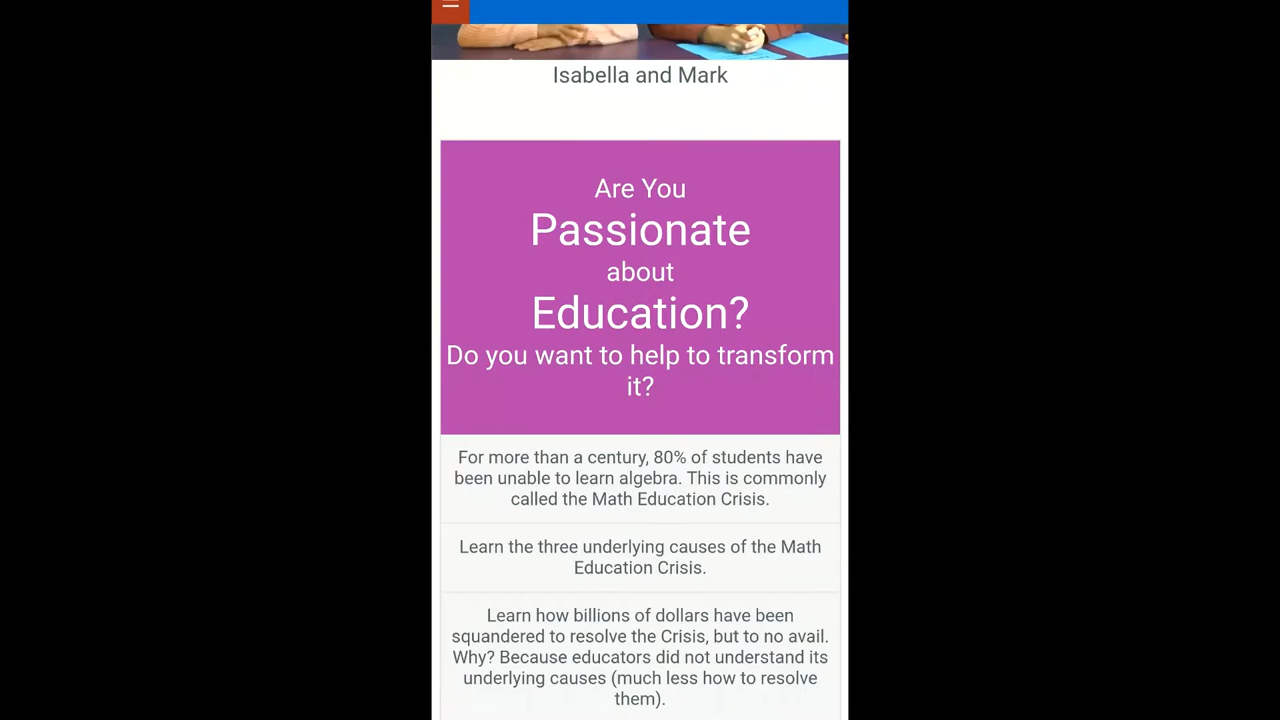 Isabella and Mark
Are You
Passionate
about
Education?
Do you want to help to transform
it?
For more than a century, 80% of students have
been unable to learn algebra. This is commonly
called the Math Education Crisis.
Learn the three underlying causes of the Math
Education Crisis.
Learn how billions of dollars have been
squandered to resolve the Crisis, but to no avail.
Why? Because educators did not understand its
underlying causes (much less how to resolve
them).